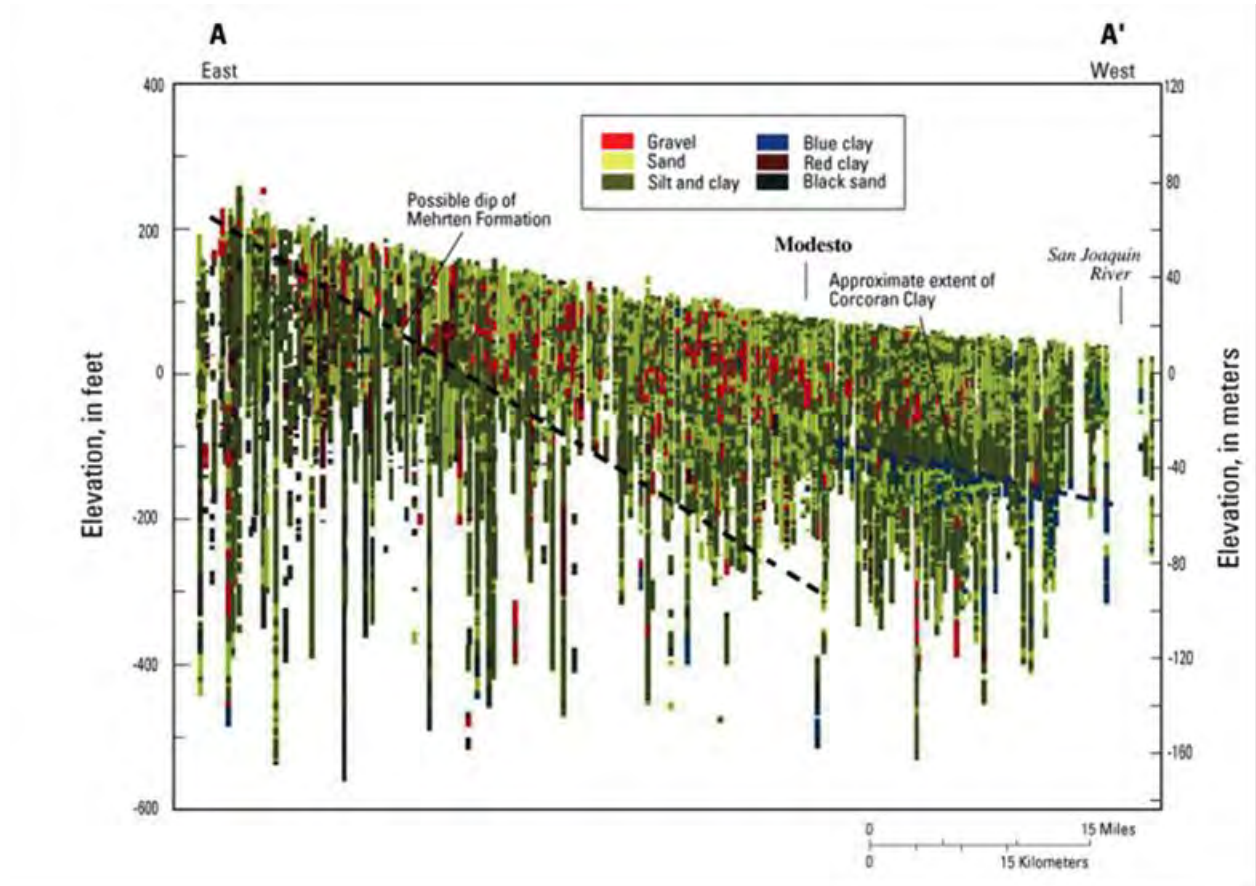 A
A'
East
West
400
200
0
-200
-400
-600
Elevation, in feet
Gravel
Sand
Silt and clay
Blue clay
Red clay
Black sand
Possible dip of
Mehrten Formation
Modesto
Approximate extent of
Corcoran Clay
San Joaquin
River
120
80
40
0
-40
-80
-120
-160
Elevation, in meters
0
15 Miles
0
15 Kilometers